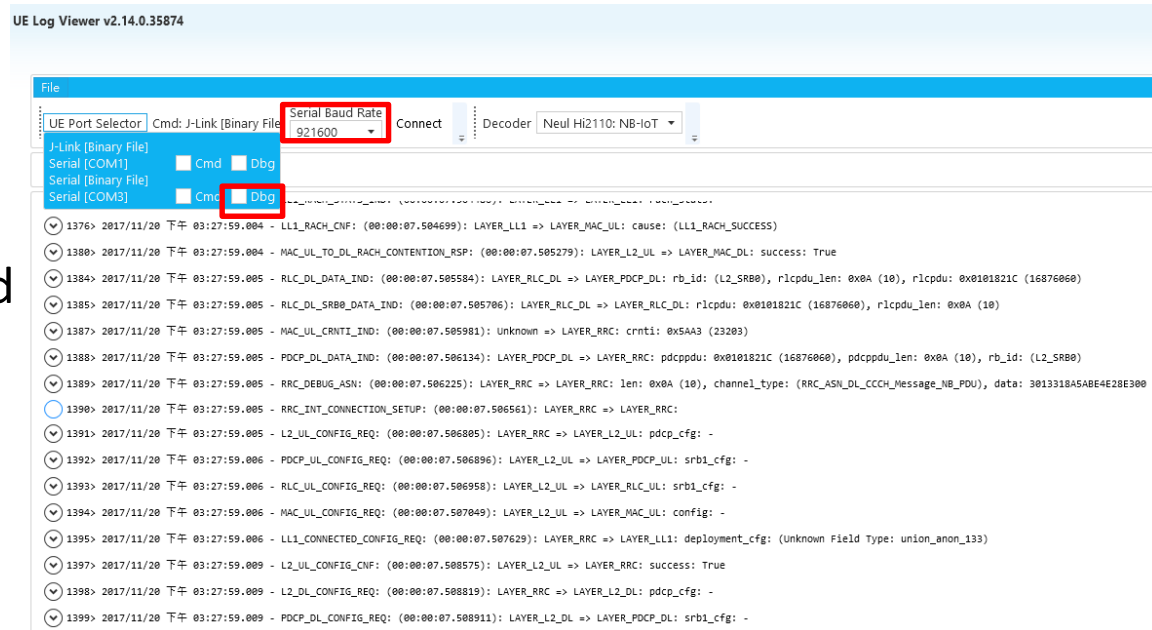 UE Log Viewer v2.14.0.35874
File
UE Port Selector Cmd: J-Link [Binary File Serial Baud Rate 921600 Connect Decoder Neul Hi2110: NB-IoT
J-Link [Binary File]
Serial [COM1] Cmd Dbg
Serial [Binary File]
Serial [COM3] Cmd Dbg
1376> 2017/11/20 下午 03:27:59.004 - LL1_RACH_CNF: (00:00:07.504699): LAYER_LL1 => LAYER_MAC_UL: cause: (LL1_RACH_SUCCESS)
1380> 2017/11/20 下午 03:27:59.004 - MAC_UL_TO_DL_RACH_CONTENTION_RSP: (00:00:07.505279): LAYER_L2_UL => LAYER_MAC_DL: success: True
1384> 2017/11/20 下午 03:27:59.005 - RLC_DL_DATA_IND: (00:00:07.505584): LAYER_RLC_DL => LAYER_PDCP_DL: rb_id: (L2_SRB0), rlcpdu_len: 0x0A (10), rlcpdu: 0x0101821C (16876060)
1385> 2017/11/20 下午 03:27:59.005 - RLC_DL_SRB0_DATA_IND: (00:00:07.505706): LAYER_RLC_DL => LAYER_RLC_DL: rlcpdu: 0x0101821C (16876060), rlcpdu_len: 0x0A (10)
1387> 2017/11/20 下午 03:27:59.005 - MAC_UL_CRNTI_IND: (00:00:07.505981): Unknown => LAYER_RRC: crnti: 0x5AA3 (23203)
1388> 2017/11/20 下午 03:27:59.005 - PDCP_DL_DATA_IND: (00:00:07.506134): LAYER_PDCP_DL => LAYER_RRC: pdcppdu: 0x0101821C (16876060), pdcppdu_len: 0x0A (10), rb_id: (L2_SRB0)
1389> 2017/11/20 下午 03:27:59.005 - RRC_DEBUG_ASN: (00:00:07.506225): LAYER_RRC => LAYER_RRC: len: 0x0A (10), channel_type: (RRC_ASN_DL_CCCH_Message_NB_PDU), data: 3013318A5ABE4E28E300
d
1390> 2017/11/20 下午 03:27:59.005 - RRC_INT_CONNECTION_SETUP: (00:00:07.506561): LAYER_RRC => LAYER_RRC:
1391> 2017/11/20 下午 03:27:59.005 - L2_UL_CONFIG_REQ: (00:00:07.506805): LAYER_RRC => LAYER_L2_UL: pdcp_cfg: -
1392> 2017/11/20 下午 03:27:59.006 - PDCP_UL_CONFIG_REQ: (00:00:07.506896): LAYER_L2_UL => LAYER_PDCP_UL: srb1_cfg: -
1393> 2017/11/20 下午 03:27:59.006 - RLC_UL_CONFIG_REQ: (00:00:07.506958): LAYER_L2_UL => LAYER_RLC_UL: srb1_cfg: -
1394> 2017/11/20 下午 03:27:59.006 - MAC_UL_CONFIG_REQ: (00:00:07.507049): LAYER_L2_UL => LAYER_MAC_UL: config: -
1395> 2017/11/20 下午 03:27:59.006 - LL1_CONNECTED_CONFIG_REQ: (00:00:07.507629): LAYER_RRC => LAYER_LL1: deployment_cfg: (Unknown Field Type: union_anon_133)
1397> 2017/11/20 下午 03:27:59.009 - L2_UL_CONFIG_CNF: (00:00:07.508575): LAYER_L2_UL => LAYER_RRC: success: True
1398> 2017/11/20 下午 03:27:59.009 - L2_DL_CONFIG_REQ: (00:00:07.508819): LAYER_RRC => LAYER_L2_DL: pdcp_cfg: -
1399> 2017/11/20 下午 03:27:59.009 - PDCP_DL_CONFIG_REQ: (00:00:07.508911): LAYER_L2_DL => LAYER_PDCP_DL: srb1_cfg: -